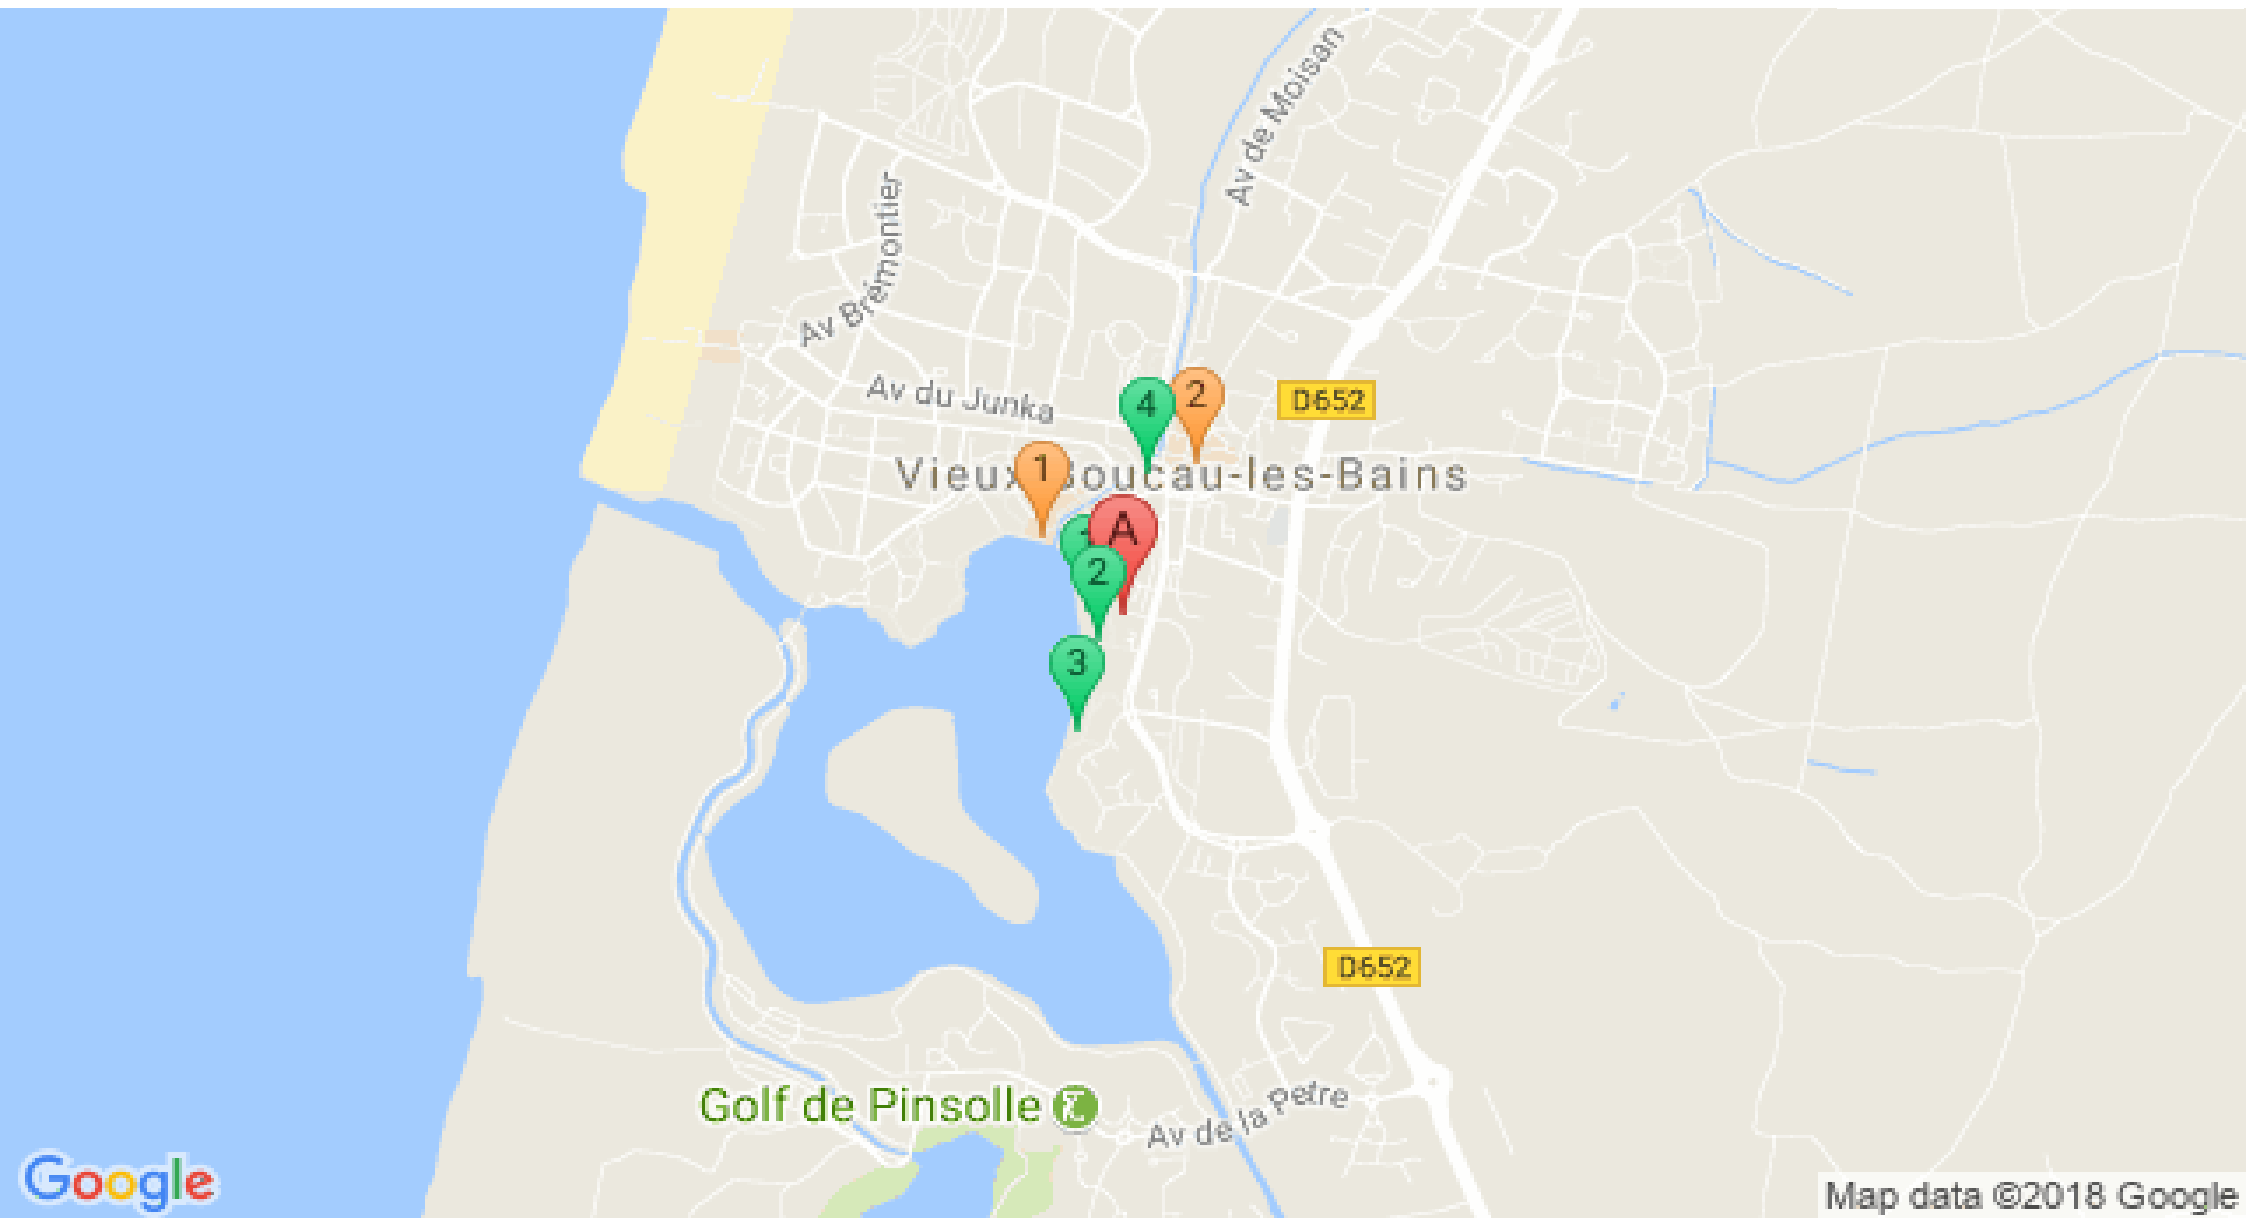 Av de Moisan
Av Brémontier
Av du Junka
4
2
D652
1
Vieux-Boucau-les-Bains
A
2
3
D652
Golf de Pinsolle
Av de la Petre
Google
Map data ©2018 Google